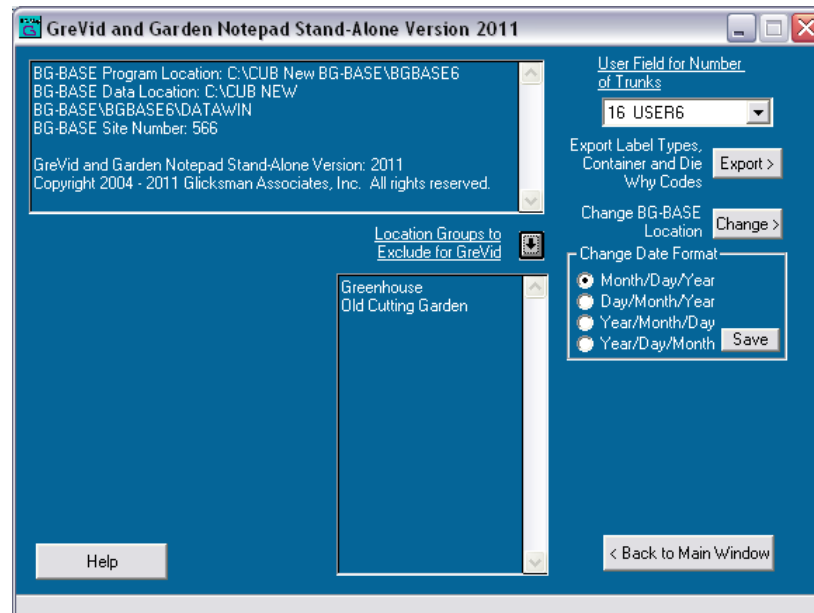 GreVid and Garden Notepad Stand-Alone Version 2011
BG-BASE Program Location: C:\CUB New BG-BASE\BGBASE6
BG-BASE Data Location: C:\CUB NEW
BG-BASE\BGBASE6\DATAWIN
BG-BASE Site Number: 566
GreVid and Garden Notepad Stand-Alone Version: 2011
Copyright 2004 - 2011 Glicksman Associates, Inc. All rights reserved.
User Field for Number
of Trunks
16 USER6
Export Label Types,
Container and Die
Why Codes
Export >
Change BG-BASE
Location
Change >
Location Groups to
Exclude for GreVid
Greenhouse
Old Cutting Garden
Change Date Format
Month/Day/Year
Day/Month/Year
Year/Month/Day
Year/Day/Month
Save
Help
< Back to Main Window